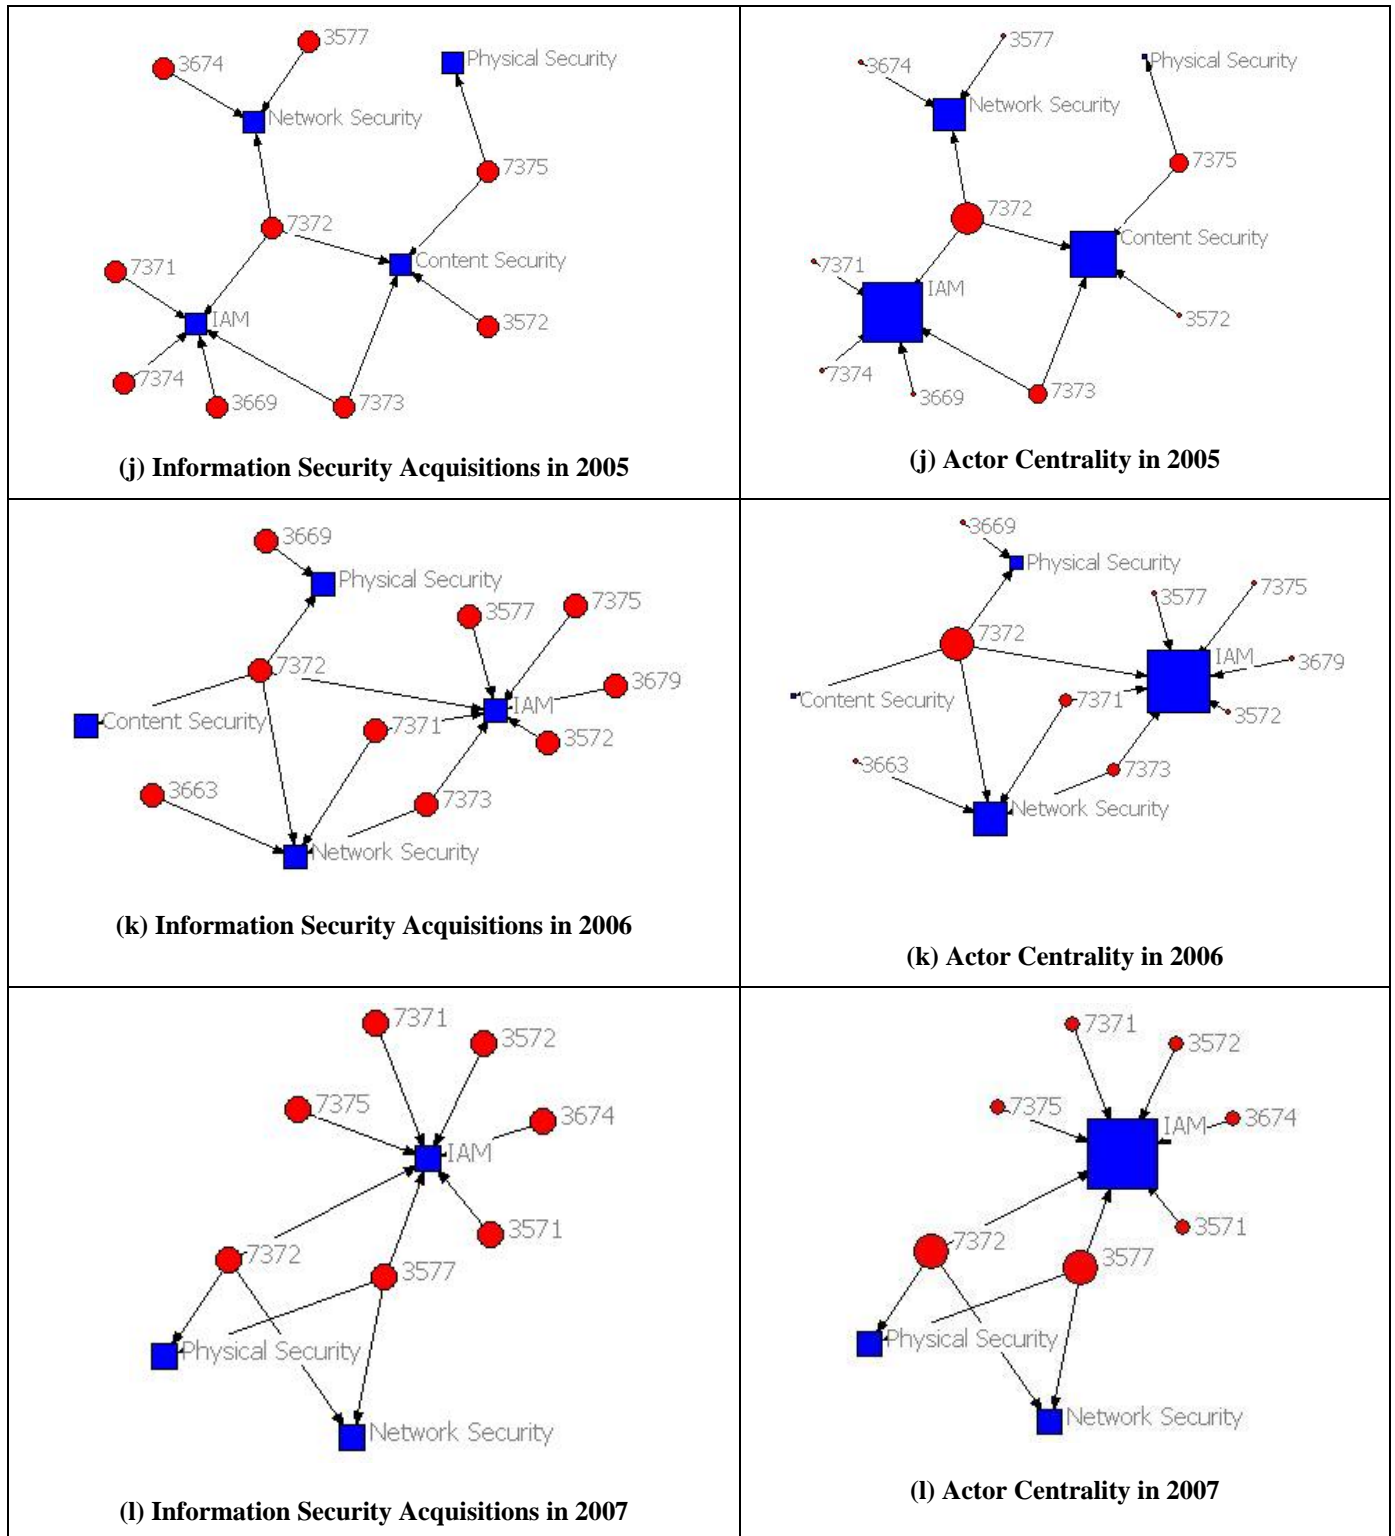 3577
3674
Physical Security
Network Security
7375
7372
Content Security
7371
IAM
3572
7374
3669
7373
(j) Information Security Acquisitions in 2005
3577
3674
Physical Security
Network Security
7375
7372
Content Security
7371
IAM
3572
7374
3669
7373
(j) Actor Centrality in 2005
3669
Physical Security
3577
7375
7372
3679
IAM
Content Security
7371
3572
3663
7373
Network Security
(k) Information Security Acquisitions in 2006
3669
Physical Security
3577
7375
7372
IAM
3679
Content Security
7371
3572
3663
7373
Network Security
(k) Actor Centrality in 2006
7371
3572
7375
3674
IAM
3571
7372
3577
Physical Security
Network Security
(l) Information Security Acquisitions in 2007
7371
3572
7375
3674
IAM
3571
7372
3577
Physical Security
Network Security
(l) Actor Centrality in 2007